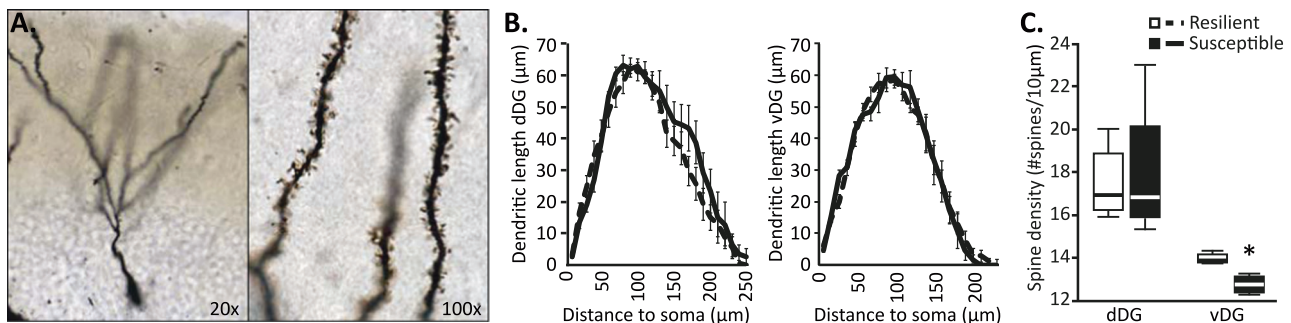 A.
20x
100x
B.
Dendritic length dDG (µm)
70
60
50
40
30
20
10
0
0
50
100
150
200
250
Distance to soma (µm)
Dendritic length vDG (µm)
70
60
50
40
30
20
10
0
0
50
100
150
200
Distance to soma (µm)
C.
Resilient
Susceptible
Spine density (#spines/10µm)
24
22
20
18
16
14
12
*
dDG
vDG